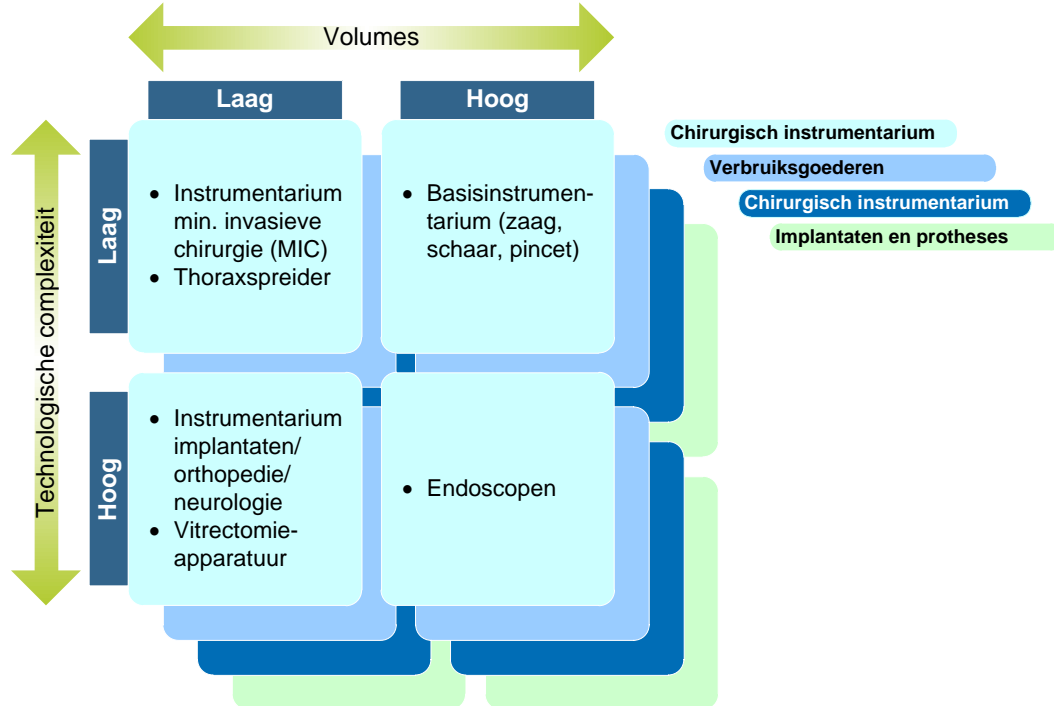 Volumes
Laag
Hoog
Technologische complexiteit
Laag
• Instrumentarium
min. invasieve
chirurgie (MIC)
• Thoraxspreider
• Basisinstrumen-
tarium (zaag,
schaar, pincet)
Hoog
• Instrumentarium
implantaten/
orthopedie/
neurologie
• Vitrectomie-
apparatuur
• Endoscopen
Chirurgisch instrumentarium
Verbruiksgoederen
Chirurgisch instrumentarium
Implantaten en protheses